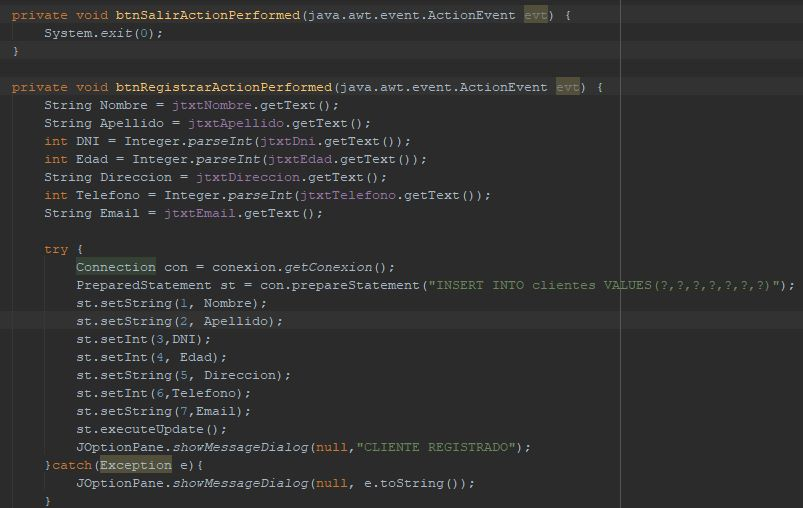 private void btnSalirActionPerformed(java.awt.event.ActionEvent evt) {
System.exit(0);
}
private void btnRegistrarActionPerformed(java.awt.event.ActionEvent evt) {
String Nombre = jtxtNombre.getText();
String Apellido = jtxtApellido.getText();
int DNI = Integer.parseInt(jtxtDni.getText());
int Edad = Integer.parseInt(jtxtEdad.getText());
String Direccion = jtxtDireccion.getText();
int Telefono = Integer.parseInt(jtxtTelefono.getText());
String Email = jtxtEmail.getText();
try {
Connection con = conexion.getConexion();
PreparedStatement st = con.prepareStatement("INSERT INTO clientes VALUES(?,?,?,?,?,?,?)");
st.setString(1, Nombre);
st.setString(2, Apellido);
st.setInt(3,DNI);
st.setInt(4, Edad);
st.setString(5, Direccion);
st.setInt(6,Telefono);
st.setString(7,Email);
st.executeUpdate();
JOptionPane.showMessageDialog(null,"CLIENTE REGISTRADO");
}catch(Exception e){
JOptionPane.showMessageDialog(null, e.toString());
}